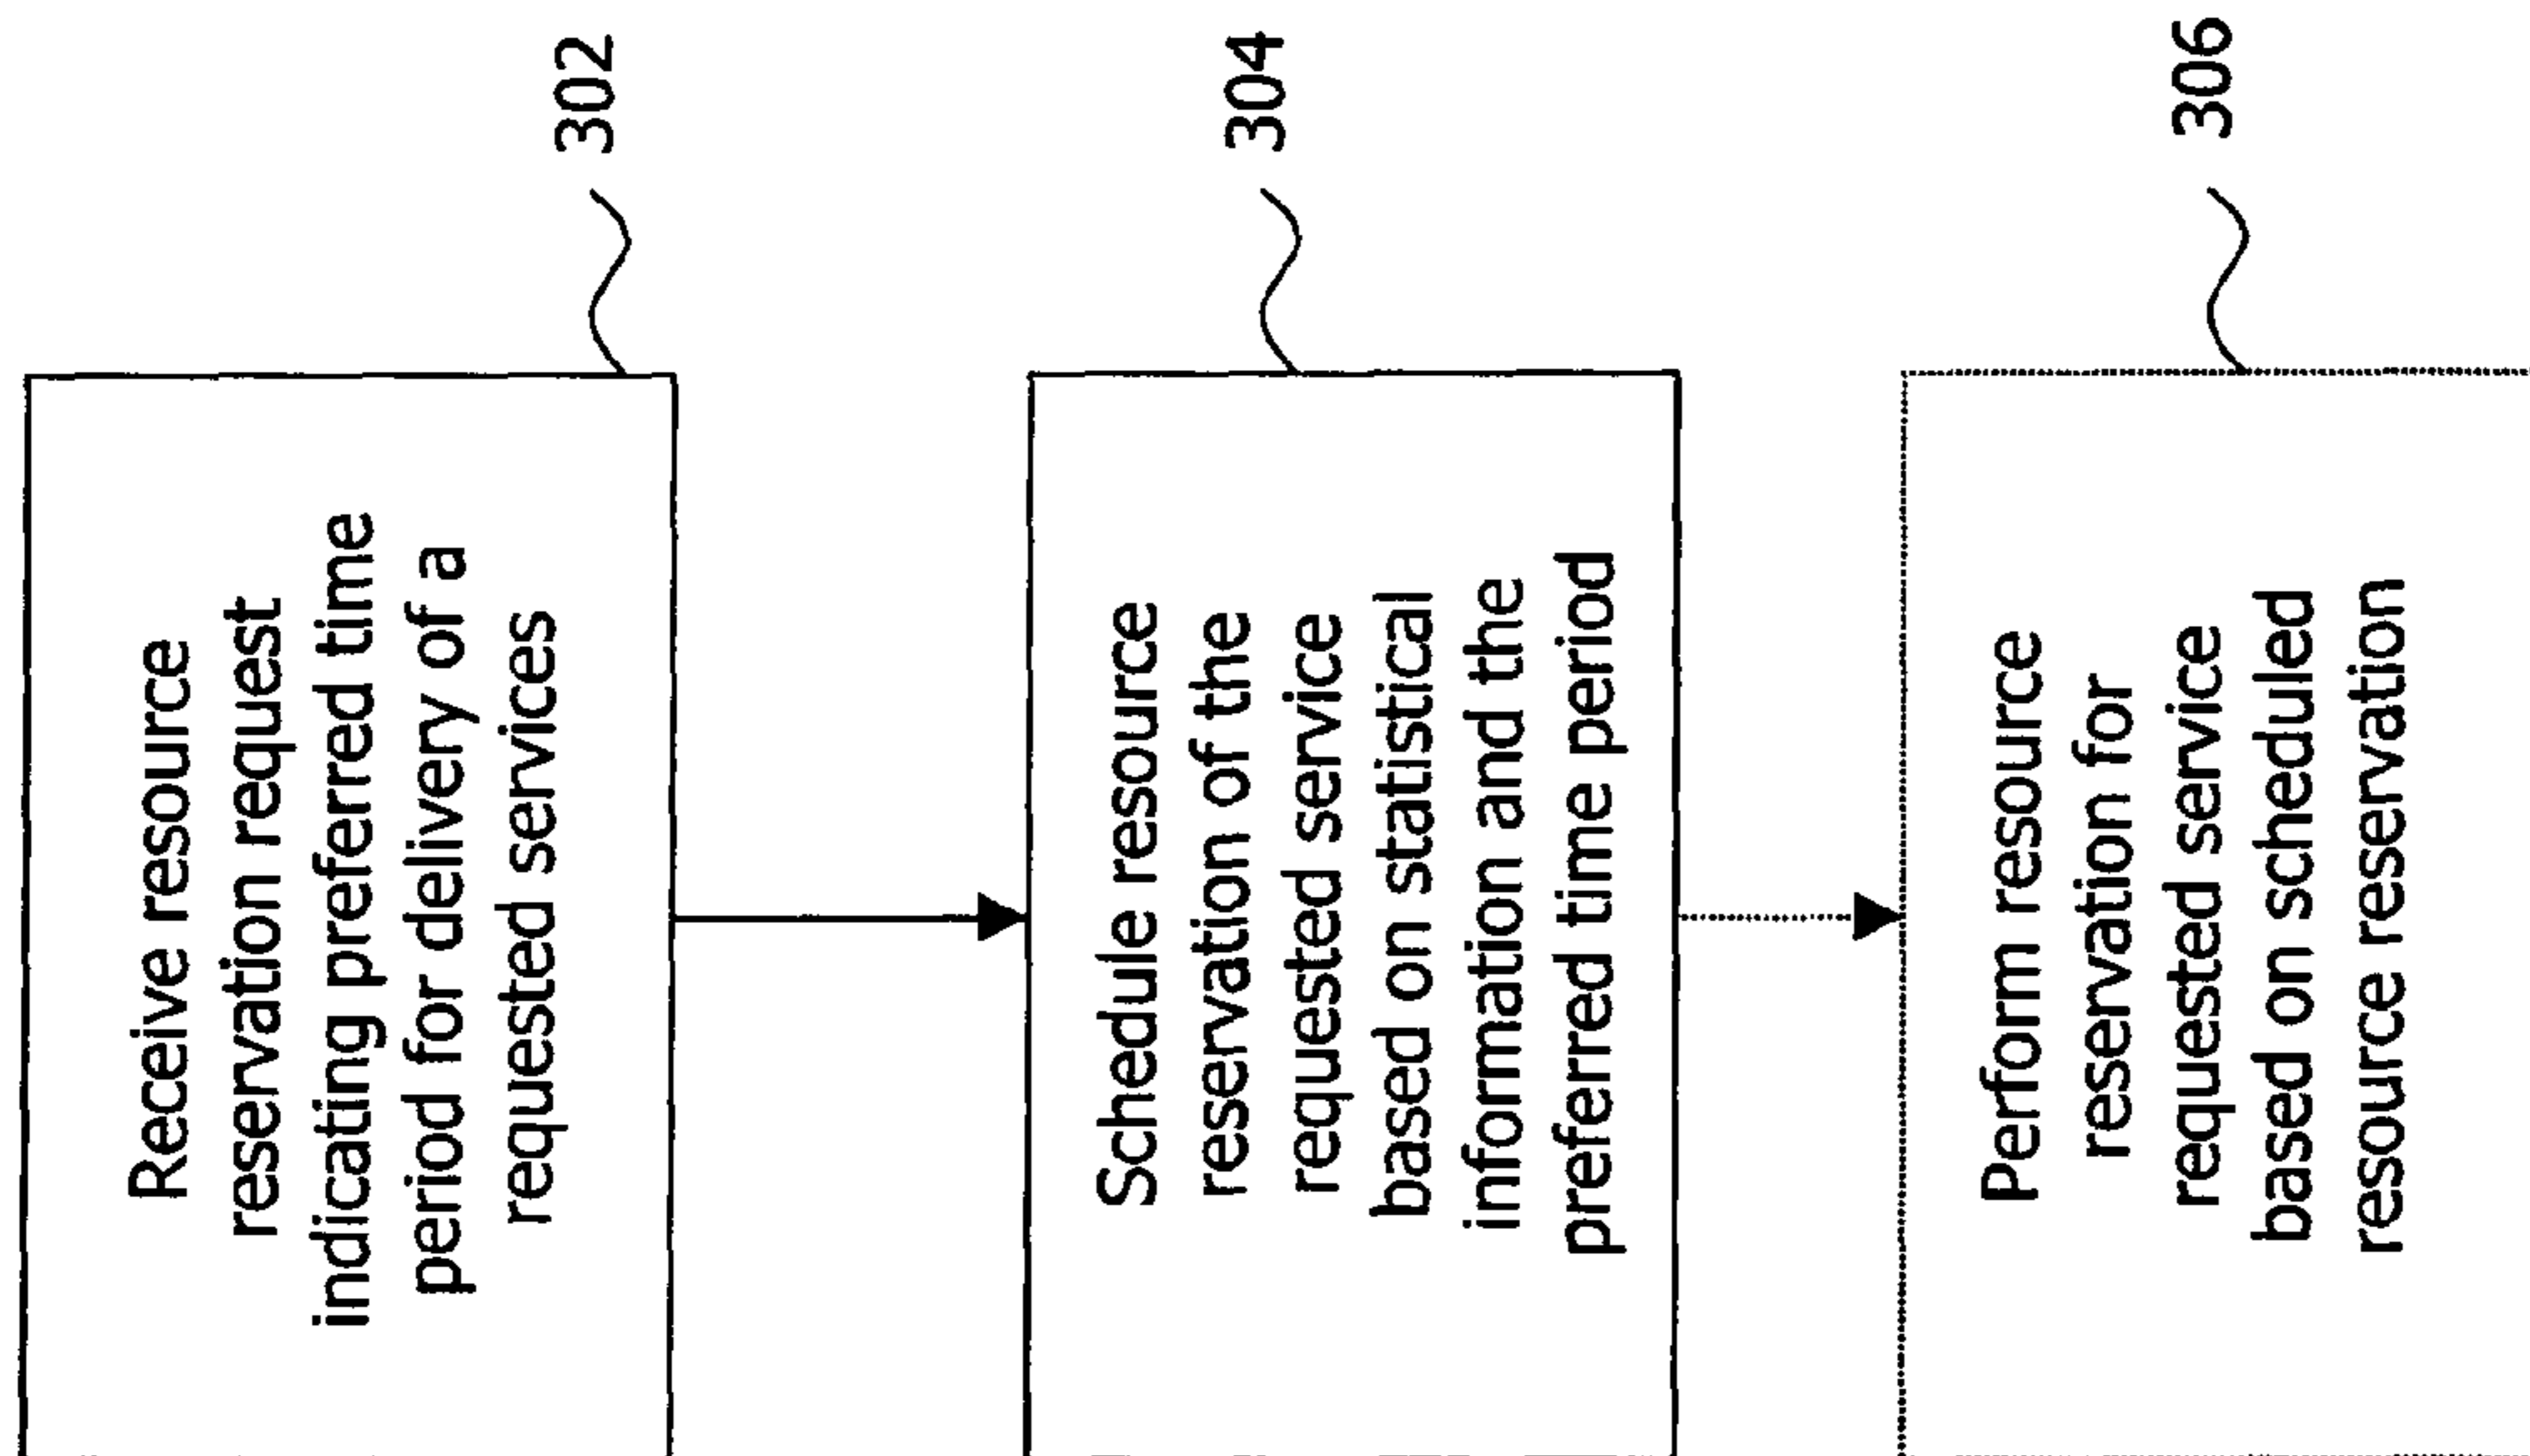 302
Receive resource
reservation request
indicating preferred time
period for delivery of a
requested services
304
Schedule resource
reservation of the
requested service
based on statistical
information and the
preferred time period
306
Perform resource
reservation for
requested service
based on scheduled
resource reservation